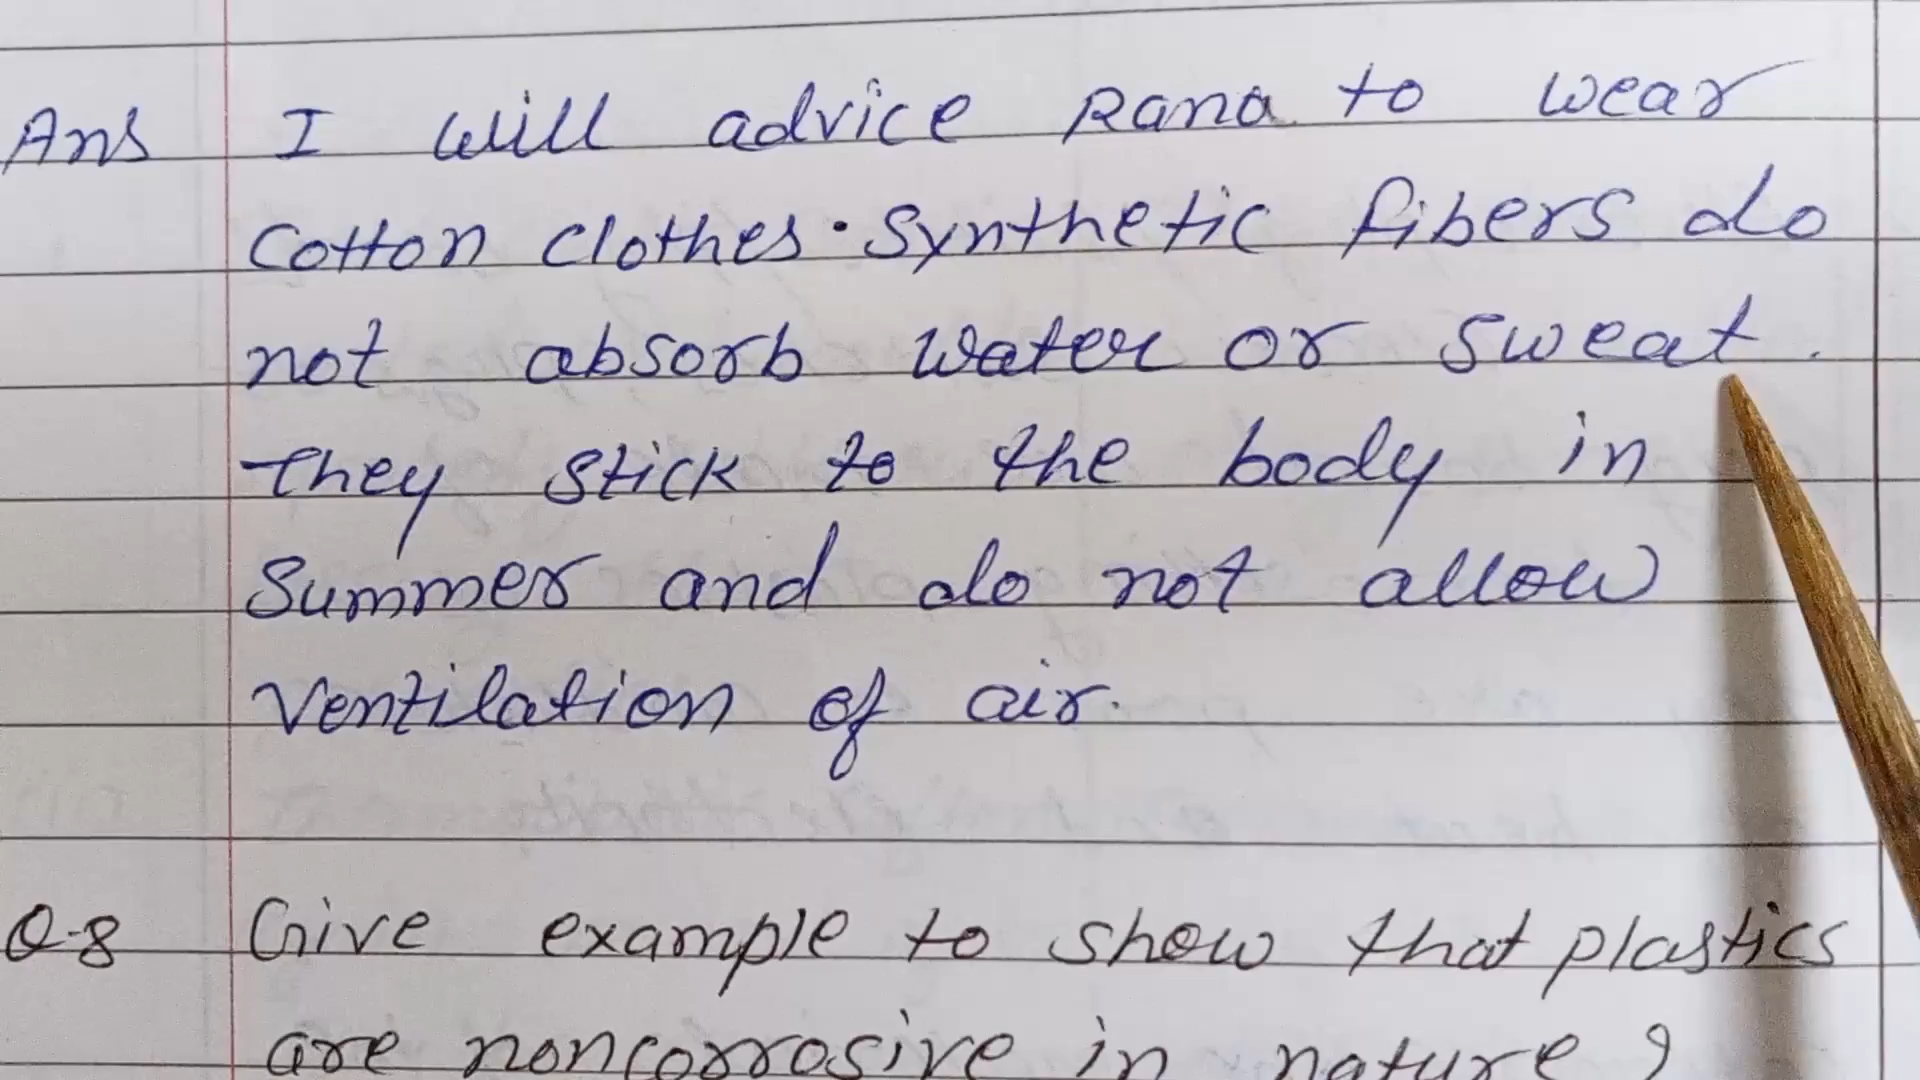 Ans I will advice Rana to wear
Cotton clothes. Synthetic fibers do
not absorb water or sweat.
They stick to the body in
Summer and do not allow
Ventilation of air.
Q-8 Give example to show that plastics
are noncorrosive in nature?